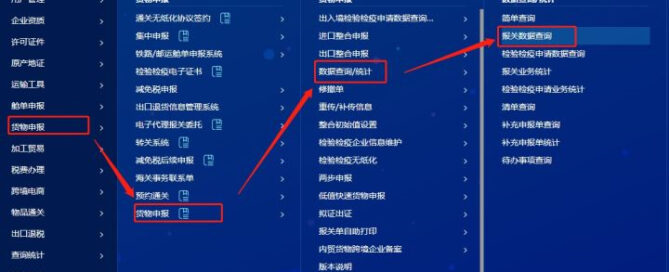 企业资质
许可证件
原产地证
运输工具
舱单申报
货物申报
加工贸易
税费办理
跨境电商
物品通关
出口退税
查询统计
通关无纸化协议签约
集中申报
铁路/邮运舱单申报系统
检验检疫电子证书
减免税申报
出口退货信息管理系统
电子代理报关委托
转关系统
减免税后续申报
海关事务联系单
预约通关
货物申报
出入境检验检疫申请数据查询...
进口整合申报
出口整合申报
数据查询/统计
修撤单
重传/补传信息
整合初始值设置
检验检疫企业信息维护
检验检疫无纸化
两步申报
低值快速货物申报
拟证出证
报关单自助打印
内贸货物跨境企业备案
版本说明
简单查询
报关数据查询
检验检疫申请数据查询
报关业务统计
检验检疫申请业务统计
清单查询
补充申报单查询
补充申报单统计
待办事项查询